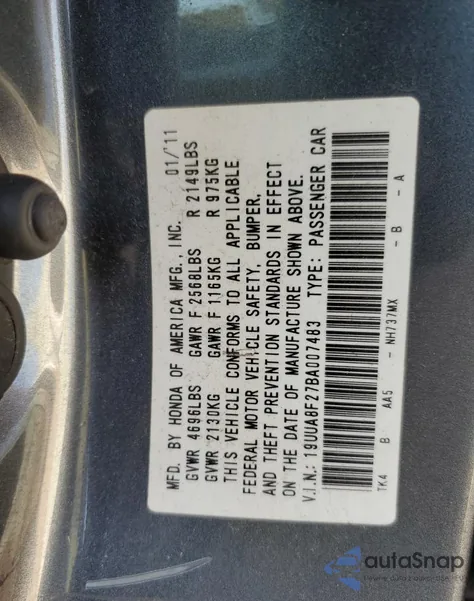 MFD. BY HONDA OF AMERICA MFG., INC. 01/'11
GVWR 4696LBS GAWR F 2568LBS R 2149LBS
GVWR 2130KG GAWR F 1165KG R 975KG
THIS VEHICLE CONFORMS TO ALL APPLICABLE
FEDERAL MOTOR VEHICLE SAFETY, BUMPER,
AND THEFT PREVENTION STANDARDS IN EFFECT
ON THE DATE OF MANUFACTURE SHOWN ABOVE.
V.I.N.: 19UUA8F27BA007483 TYPE: PASSENGER CAR
TK4 B AA5 - NH737MX - B - A
autoSnap